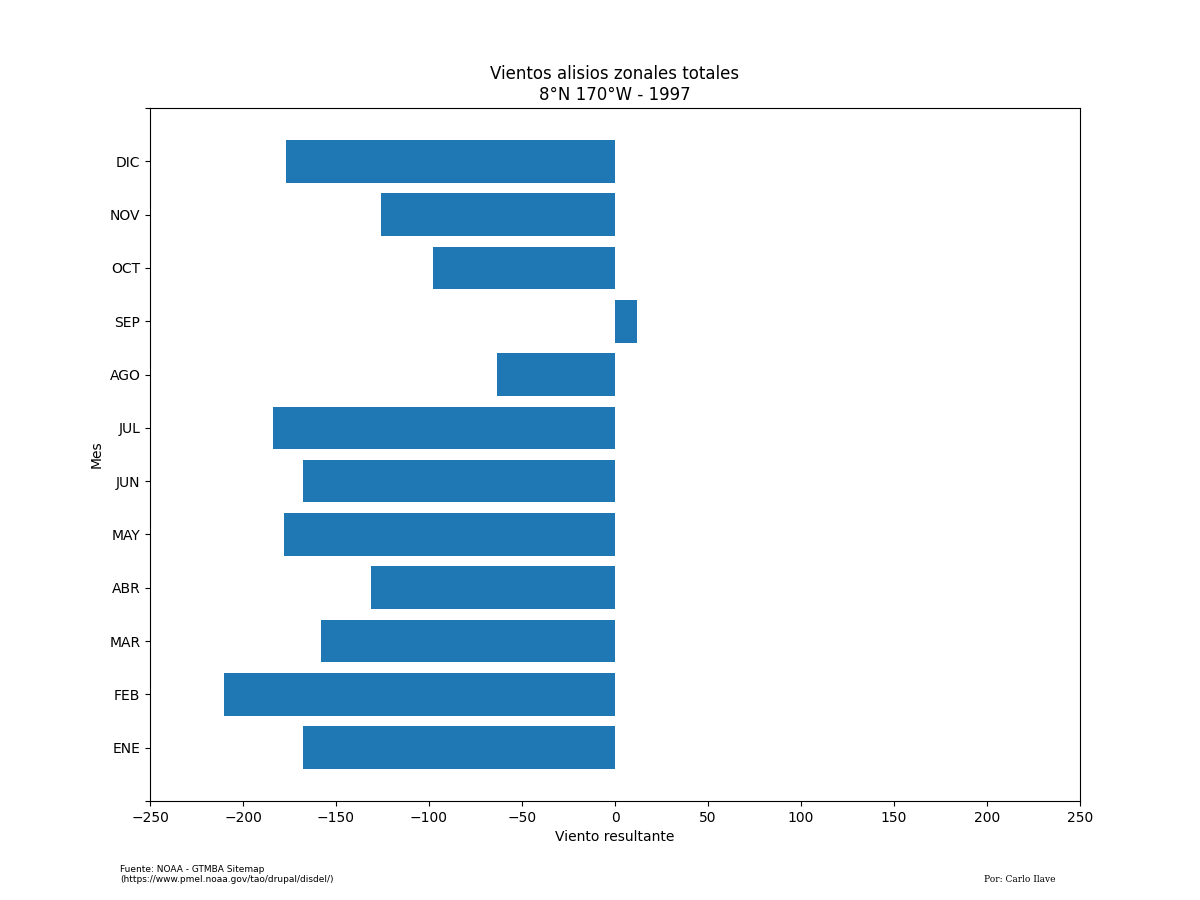 Vientos alisios zonales totales
8°N 170°W - 1997
DIC
NOV
OCT
SEP
AGO
JUL
JUN
MAY
ABR
MAR
FEB
ENE
Mes
−250 −200 −150 −100 −50 0 50 100 150 200 250
Viento resultante
Fuente: NOAA - GTMBA Sitemap
(https://www.pmel.noaa.gov/tao/drupal/disdel/)
Por: Carlo Ilave